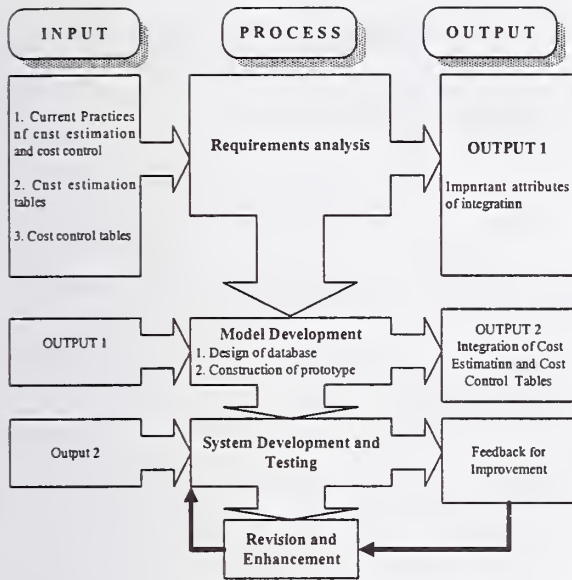 INPUT
PROCESS
OUTPUT
1. Current Practices
nf cnst estimation
and cost control
2. Cnst estimation
tables
3. Cost control tables
Requirements analysis
OUTPUT 1
Impnrtant attributes
of integratinn
OUTPUT 1
Model Development
1. Design of database
2. Construction of prototype
OUTPUT 2
Integration of Cost
Estimatinn and Cost
Control Tables
Output 2
System Development and
Testing
Feedback for
Improvement
Revision and
Enhancement